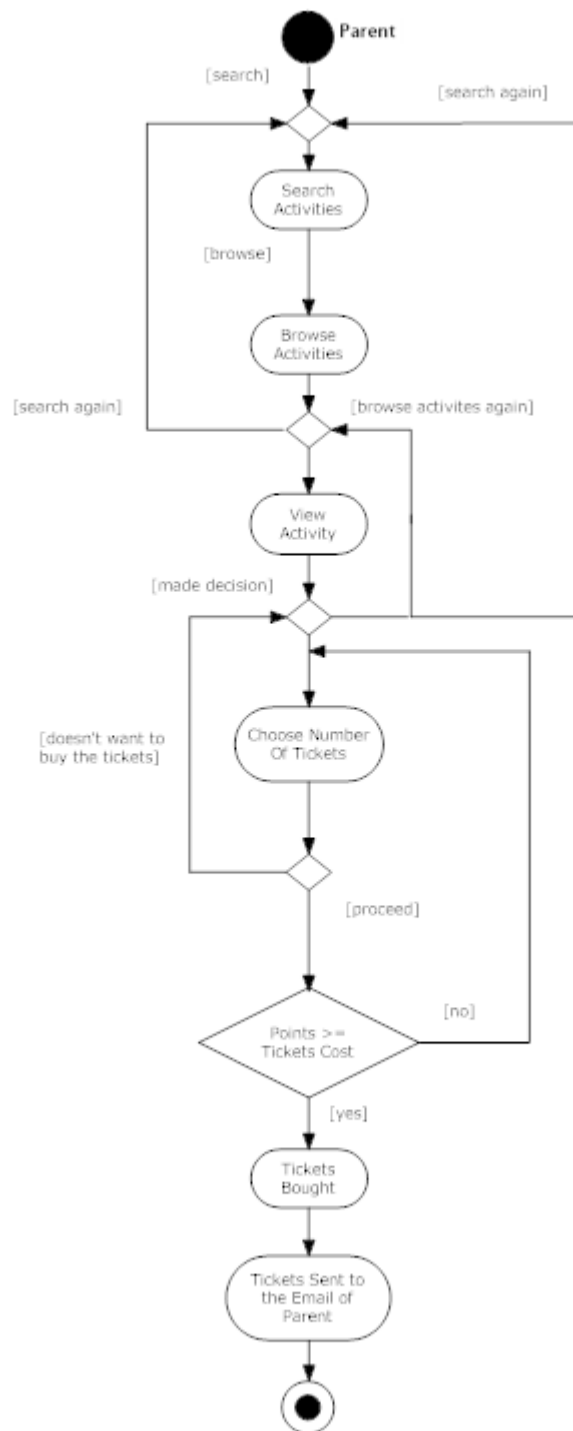 Parent
[search]
[search again]
Search
Activities
[browse]
Browse
Activities
[search again]
[browse activites again]
View
Activity
[made decision]
Choose Number
Of Tickets
[doesn't want to
buy the tickets]
[proceed]
Points >=
Tickets Cost
[no]
[yes]
Tickets
Bought
Tickets Sent to
the Email of
Parent